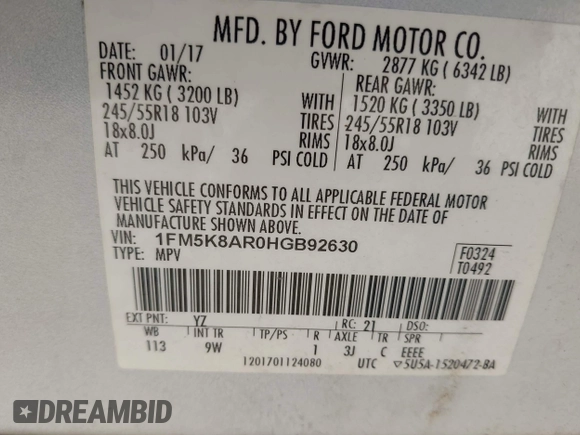 MFD. BY FORD MOTOR CO.
DATE: 01/17
GVWR: 2877 KG ( 6342 LB)
FRONT GAWR:
REAR GAWR:
1452 KG ( 3200 LB)
WITH
1520 KG ( 3350 LB)
WITH
245/55R18 103V
TIRES
245/55R18 103V
TIRES
18x8.0J
RIMS
18x8.0J
RIMS
AT 250 kPa/ 36 PSI COLD
AT 250 kPa/ 36 PSI COLD
THIS VEHICLE CONFORMS TO ALL APPLICABLE FEDERAL MOTOR
VEHICLE SAFETY STANDARDS IN EFFECT ON THE DATE OF
MANUFACTURE SHOWN ABOVE.
VIN: 1FM5K8AR0HGB92630
TYPE: MPV
F0324
T0492
EXT PNT: YZ
RC: 21
DSO:
WB
INT TR
TP/PS
R
AXLE
TR
SPR
113
9W
1
3J
C
EEEE
1201701124080
UTC
▽5USA-1520472-BA
DREAMBID